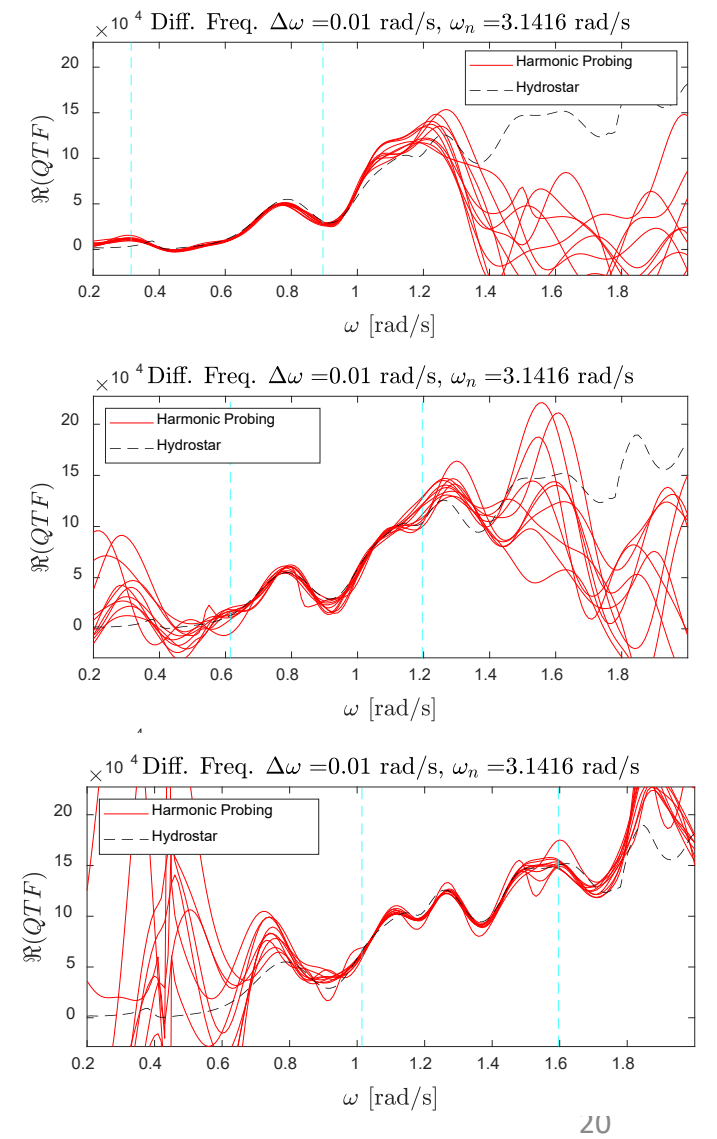 ×10 4 Diff. Freq. Δω =0.01 rad/s, ωn =3.1416 rad/s
Harmonic Probing
Hydrostar
20
15
10
5
0
ℜ(QTF)
0.2 0.4 0.6 0.8 1 1.2 1.4 1.6 1.8
ω [rad/s]
×10 4 Diff. Freq. Δω =0.01 rad/s, ωn =3.1416 rad/s
Harmonic Probing
Hydrostar
20
15
10
5
0
ℜ(QTF)
0.2 0.4 0.6 0.8 1 1.2 1.4 1.6 1.8
ω [rad/s]
×10 4 Diff. Freq. Δω =0.01 rad/s, ωn =3.1416 rad/s
Harmonic Probing
Hydrostar
20
15
10
5
0
ℜ(QTF)
0.2 0.4 0.6 0.8 1 1.2 1.4 1.6 1.8
ω [rad/s]
20